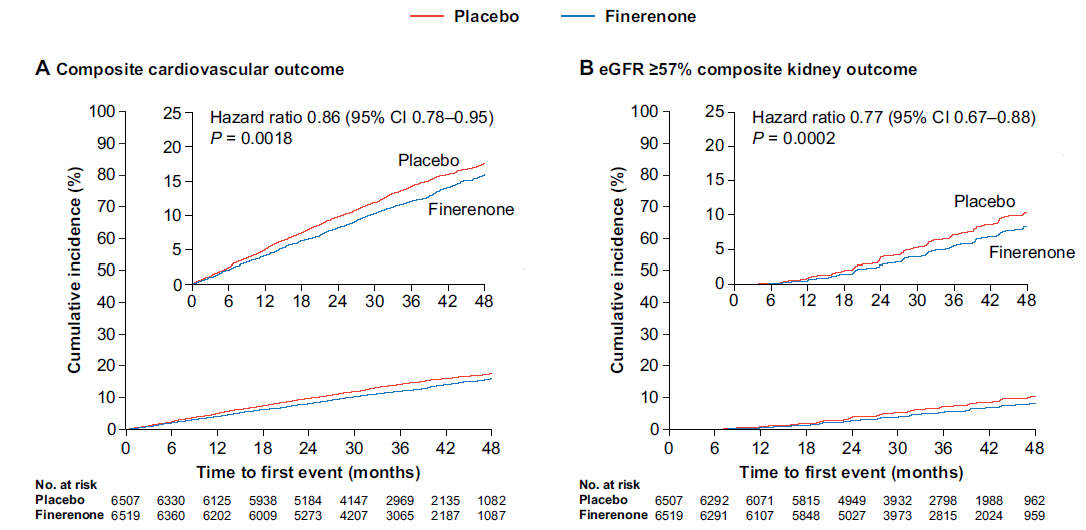 Placebo Finerenone
A Composite cardiovascular outcome
Cumulative incidence (%)
100
90
80
70
60
50
40
30
20
10
0
25
20
15
10
5
0
Hazard ratio 0.86 (95% CI 0.78–0.95)
P = 0.0018
Placebo
Finerenone
0 6 12 18 24 30 36 42 48
0 6 12 18 24 30 36 42 48
Time to first event (months)
No. at risk
Placebo 6507 6330 6125 5938 5184 4147 2969 2135 1082
Finerenone 6519 6360 6202 6009 5273 4207 3065 2187 1087
B eGFR ≥57% composite kidney outcome
Cumulative incidence (%)
100
90
80
70
60
50
40
30
20
10
0
25
20
15
10
5
0
Hazard ratio 0.77 (95% CI 0.67–0.88)
P = 0.0002
Placebo
Finerenone
0 6 12 18 24 30 36 42 48
0 6 12 18 24 30 36 42 48
Time to first event (months)
No. at risk
Placebo 6507 6292 6071 5815 4949 3932 2798 1988 962
Finerenone 6519 6291 6107 5848 5027 3973 2815 2024 959